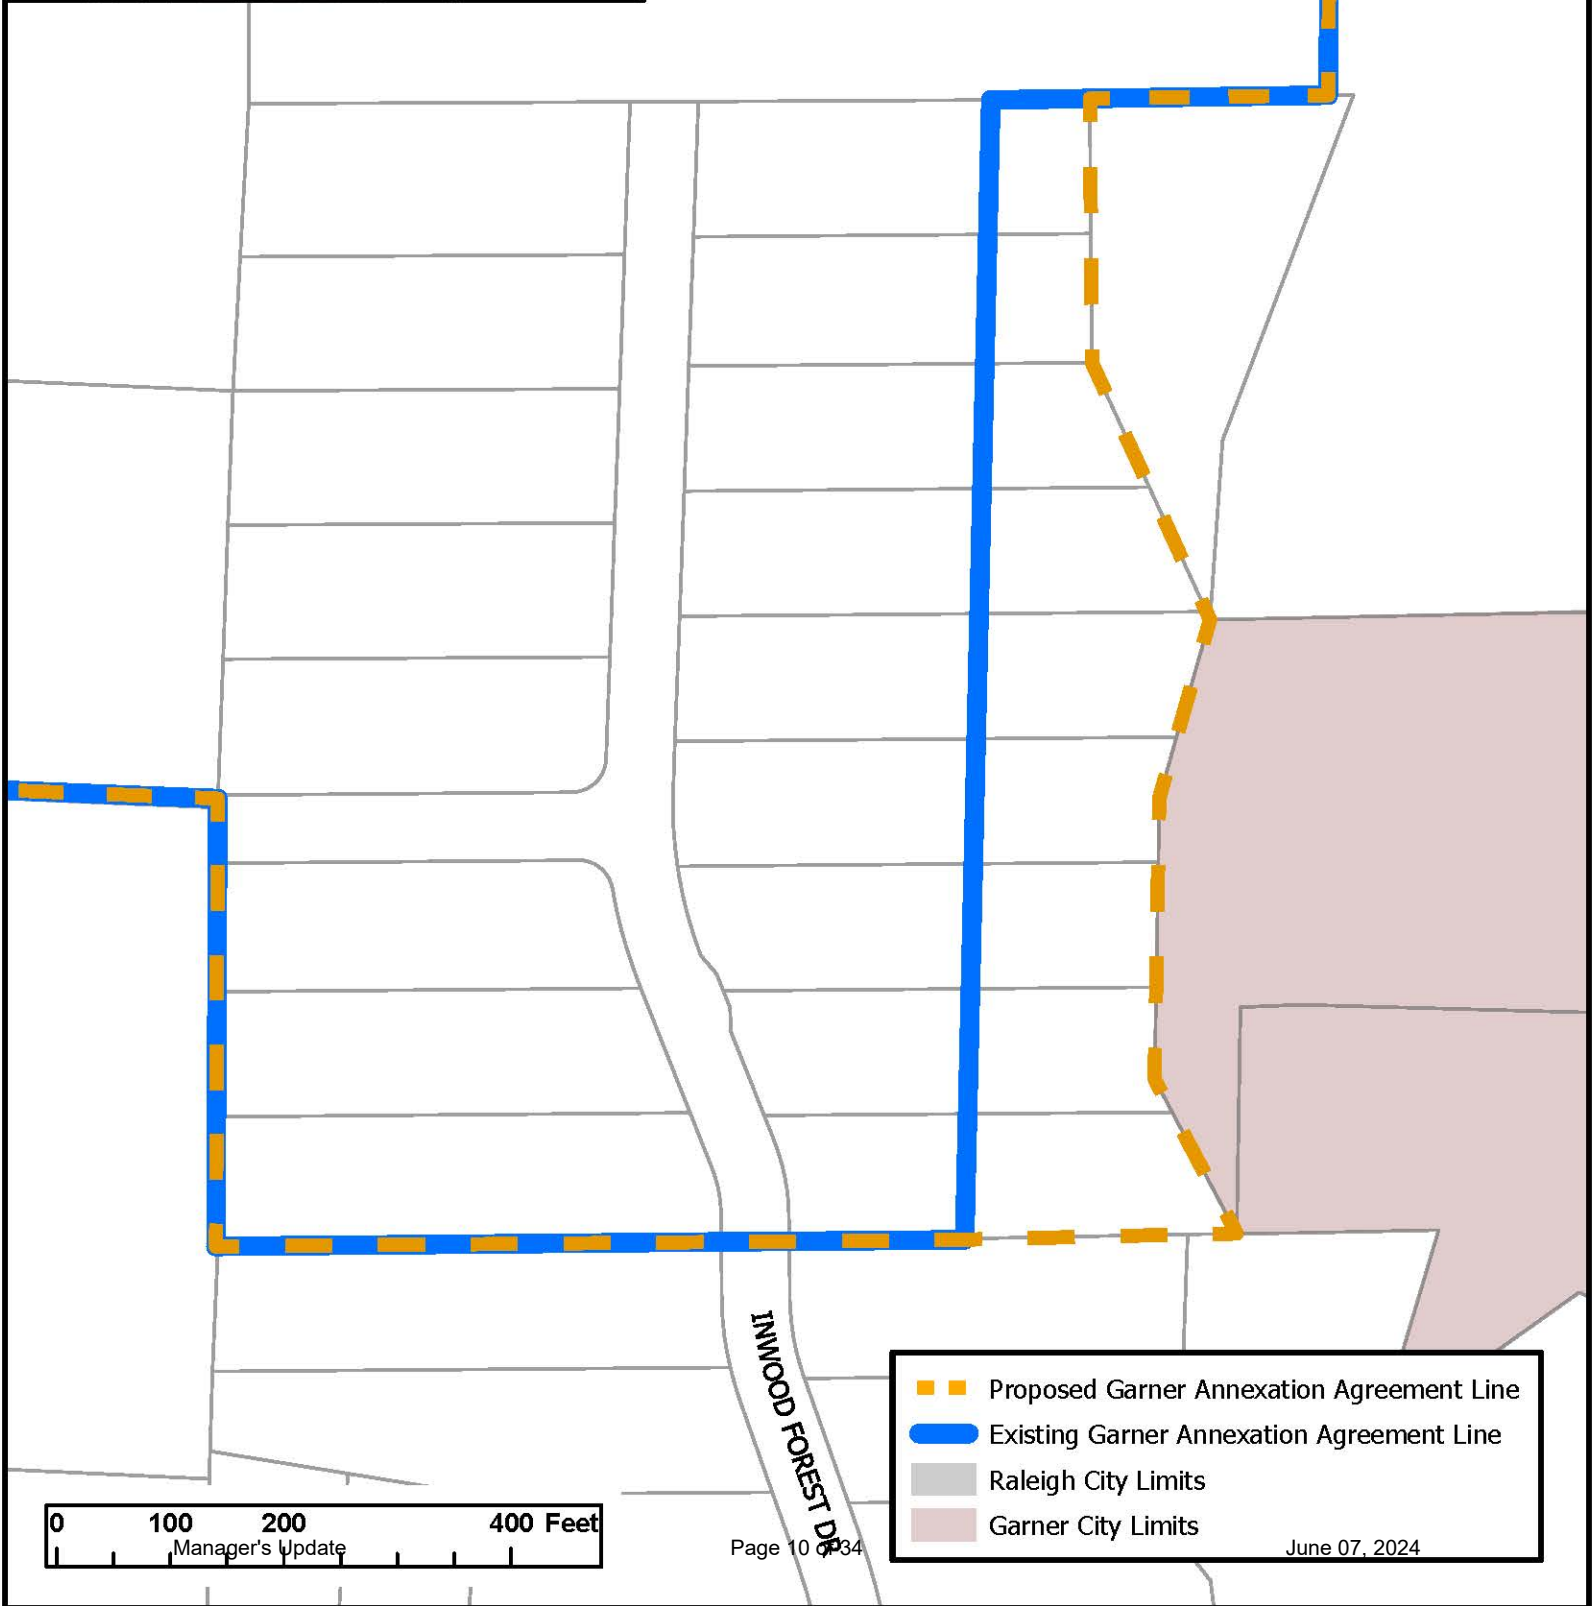 INWOOD FOREST DR
Proposed Garner Annexation Agreement Line
Existing Garner Annexation Agreement Line
Raleigh City Limits
Garner City Limits
0 100 200 400 Feet
Manager's Update Page 10 of 34 June 07, 2024